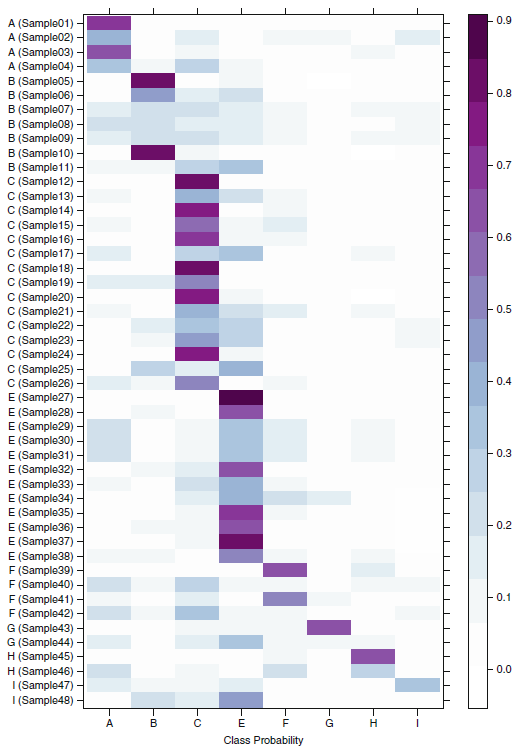 A (Sample01)
A (Sample02)
A (Sample03)
A (Sample04)
B (Sample05)
B (Sample06)
B (Sample07)
B (Sample08)
B (Sample09)
B (Sample10)
B (Sample11)
C (Sample12)
C (Sample13)
C (Sample14)
C (Sample15)
C (Sample16)
C (Sample17)
C (Sample18)
C (Sample19)
C (Sample20)
C (Sample21)
C (Sample22)
C (Sample23)
C (Sample24)
C (Sample25)
C (Sample26)
E (Sample27)
E (Sample28)
E (Sample29)
E (Sample30)
E (Sample31)
E (Sample32)
E (Sample33)
E (Sample34)
E (Sample35)
E (Sample36)
E (Sample37)
E (Sample38)
F (Sample39)
F (Sample40)
F (Sample41)
F (Sample42)
G (Sample43)
G (Sample44)
H (Sample45)
H (Sample46)
I (Sample47)
I (Sample48)
A B C E F G H I
Class Probability
0.9
0.8
0.7
0.6
0.5
0.4
0.3
0.2
0.1
0.0